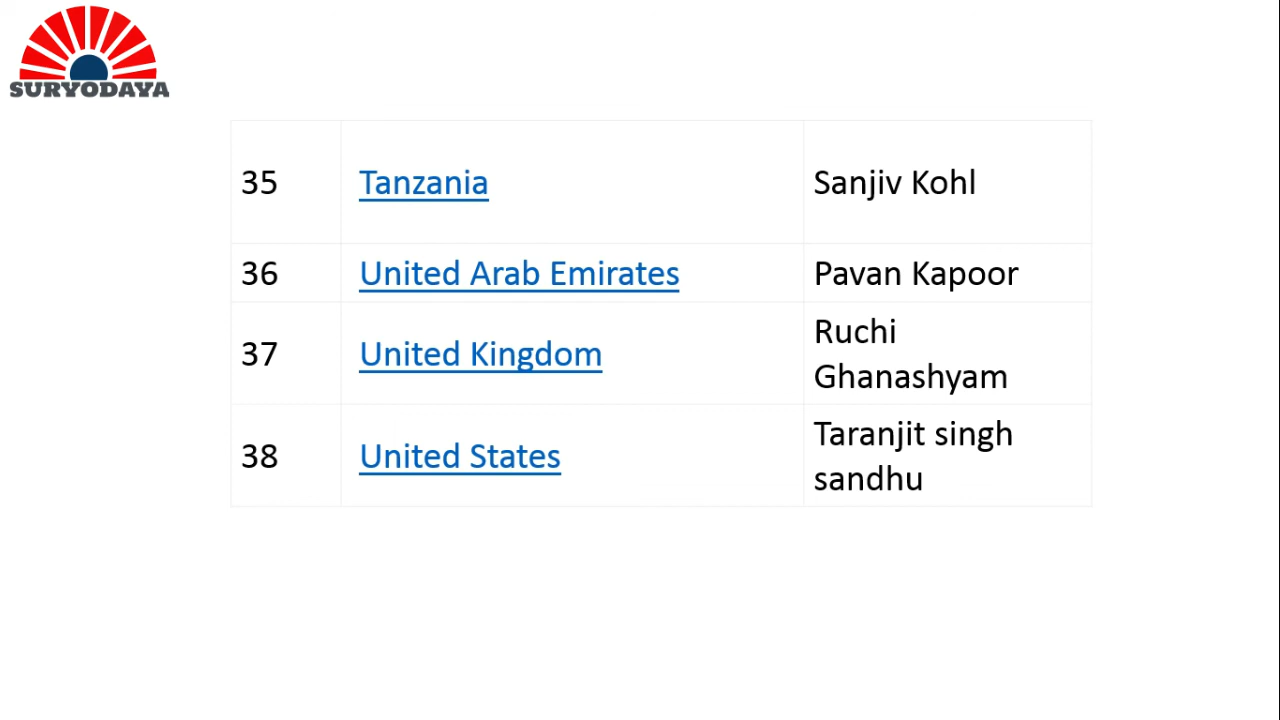 SURYODAYA
35 Tanzania Sanjiv Kohl
36 United Arab Emirates Pavan Kapoor
37 United Kingdom Ruchi
Ghanashyam
38 United States Taranjit singh
sandhu